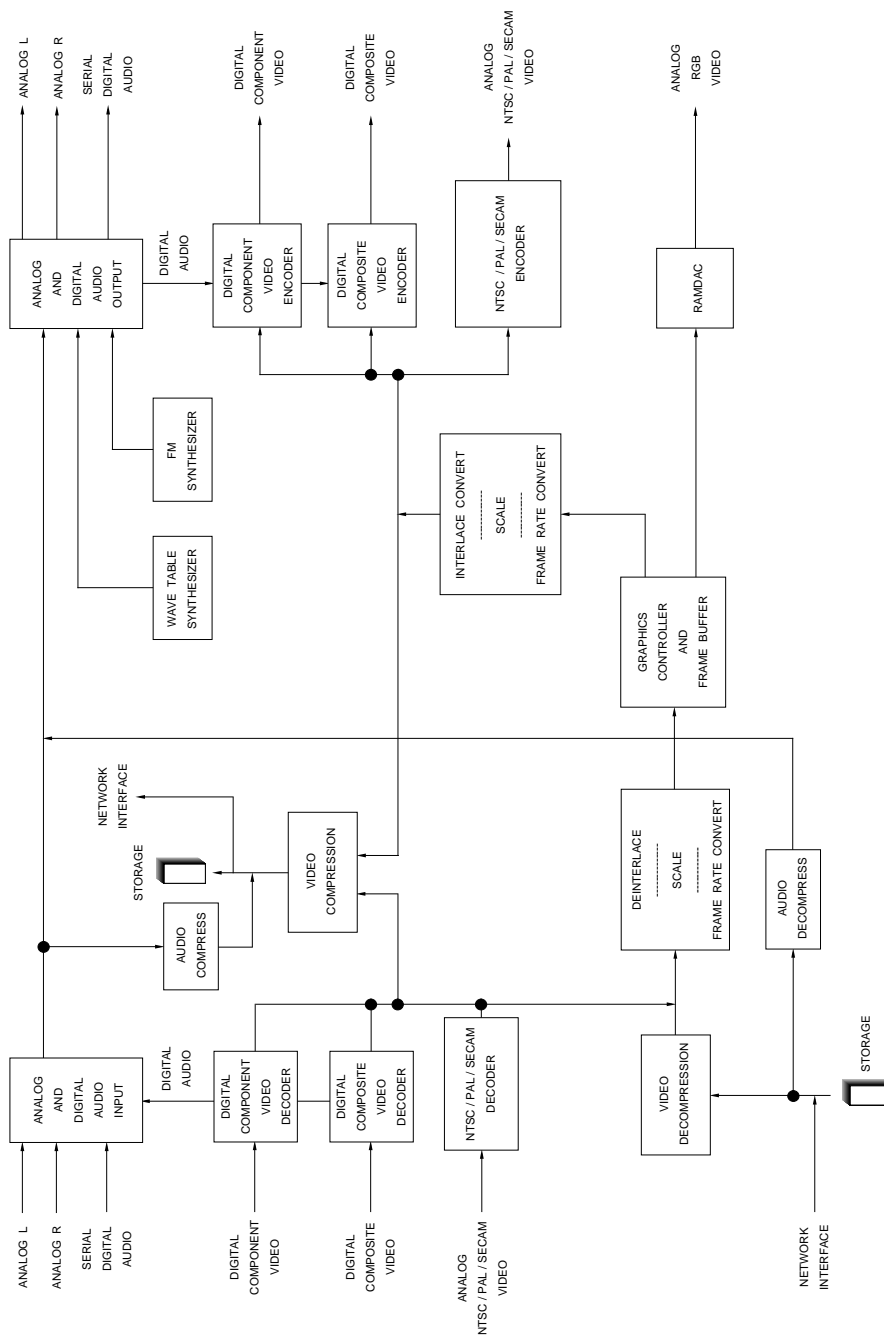 ANALOG L
ANALOG R
SERIAL
DIGITAL
AUDIO
ANALOG
AND
DIGITAL
AUDIO
INPUT
DIGITAL
AUDIO
DIGITAL
COMPONENT
VIDEO
DIGITAL
COMPONENT
VIDEO
DECODER
DIGITAL
COMPOSITE
VIDEO
DIGITAL
COMPOSITE
VIDEO
DECODER
ANALOG
NTSC / PAL / SECAM
VIDEO
NTSC / PAL / SECAM
DECODER
NETWORK
INTERFACE
STORAGE
VIDEO
DECOMPRESSION
AUDIO
DECOMPRESS
AUDIO
COMPRESS
STORAGE
NETWORK
INTERFACE
VIDEO
COMPRESSION
DEINTERLACE
SCALE
FRAME RATE CONVERT
WAVE TABLE
SYNTHESIZER
FM
SYNTHESIZER
INTERLACE CONVERT
SCALE
FRAME RATE CONVERT
GRAPHICS
CONTROLLER
AND
FRAME BUFFER
ANALOG
AND
DIGITAL
AUDIO
OUTPUT
DIGITAL
AUDIO
DIGITAL
COMPONENT
VIDEO
ENCODER
DIGITAL
COMPOSITE
VIDEO
ENCODER
NTSC / PAL / SECAM
ENCODER
RAMDAC
ANALOG L
ANALOG R
SERIAL
DIGITAL
AUDIO
DIGITAL
COMPONENT
VIDEO
DIGITAL
COMPOSITE
VIDEO
ANALOG
NTSC / PAL / SECAM
VIDEO
ANALOG
RGB
VIDEO